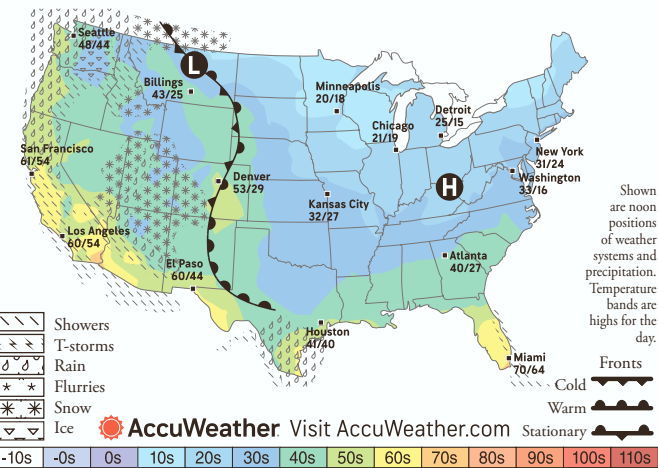 Seattle
48/44
Billings
43/25
L
Minneapolis
20/18
Detroit
25/15
Chicago
21/19
New York
31/24
Washington
33/16
San Francisco
61/54
Denver
53/29
Kansas City
32/27
H
Los Angeles
60/54
El Paso
60/44
Atlanta
40/27
Houston
41/40
Miami
70/64
Shown
are noon
positions
of weather
systems and
precipitation.
Temperature
bands are
highs for the
day.
Showers
T-storms
Rain
Flurries
Snow
Ice
Fronts
Cold
Warm
Stationary
AccuWeather Visit AccuWeather.com
-10s -0s 0s 10s 20s 30s 40s 50s 60s 70s 80s 90s 100s 110s